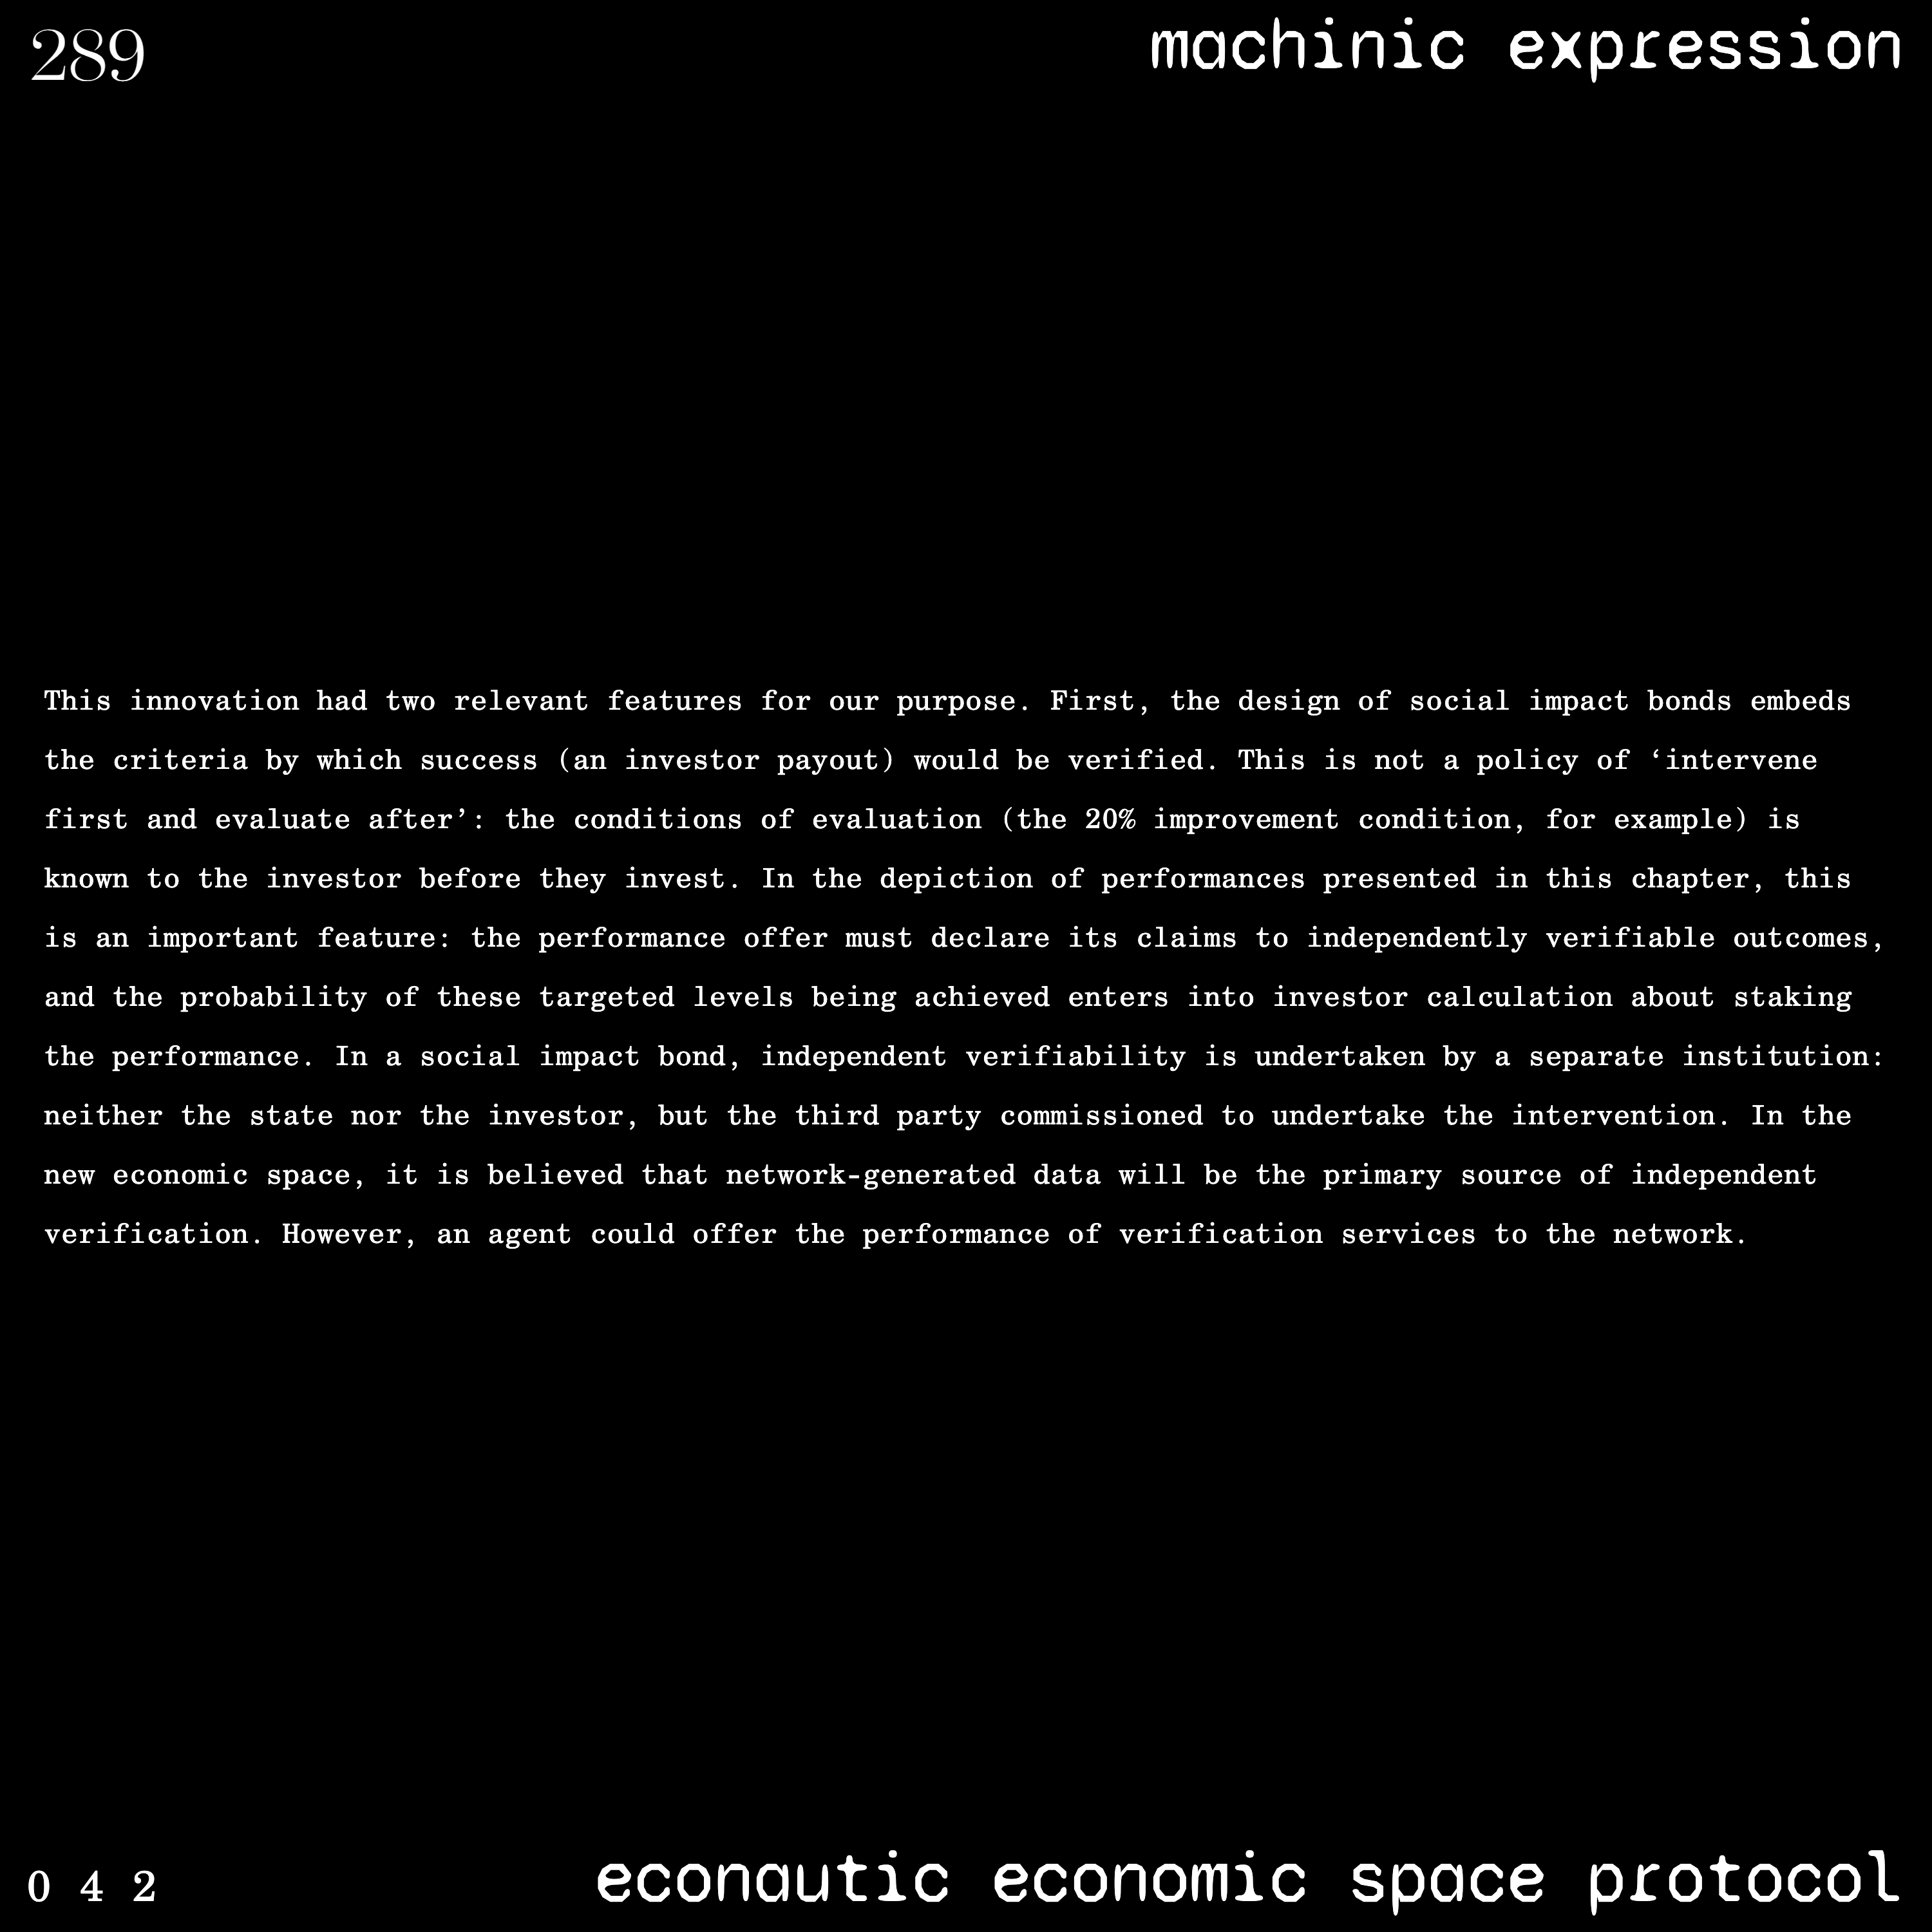 289
machinic expression
This innovation had two relevant features for our purpose. First, the design of social impact bonds embeds
the criteria by which success (an investor payout) would be verified. This is not a policy of ‘intervene
first and evaluate after’: the conditions of evaluation (the 20% improvement condition, for example) is
known to the investor before they invest. In the depiction of performances presented in this chapter, this
is an important feature: the performance offer must declare its claims to independently verifiable outcomes,
and the probability of these targeted levels being achieved enters into investor calculation about staking
the performance. In a social impact bond, independent verifiability is undertaken by a separate institution:
neither the state nor the investor, but the third party commissioned to undertake the intervention. In the
new economic space, it is believed that network-generated data will be the primary source of independent
verification. However, an agent could offer the performance of verification services to the network.
0 4 2
econautic economic space protocol